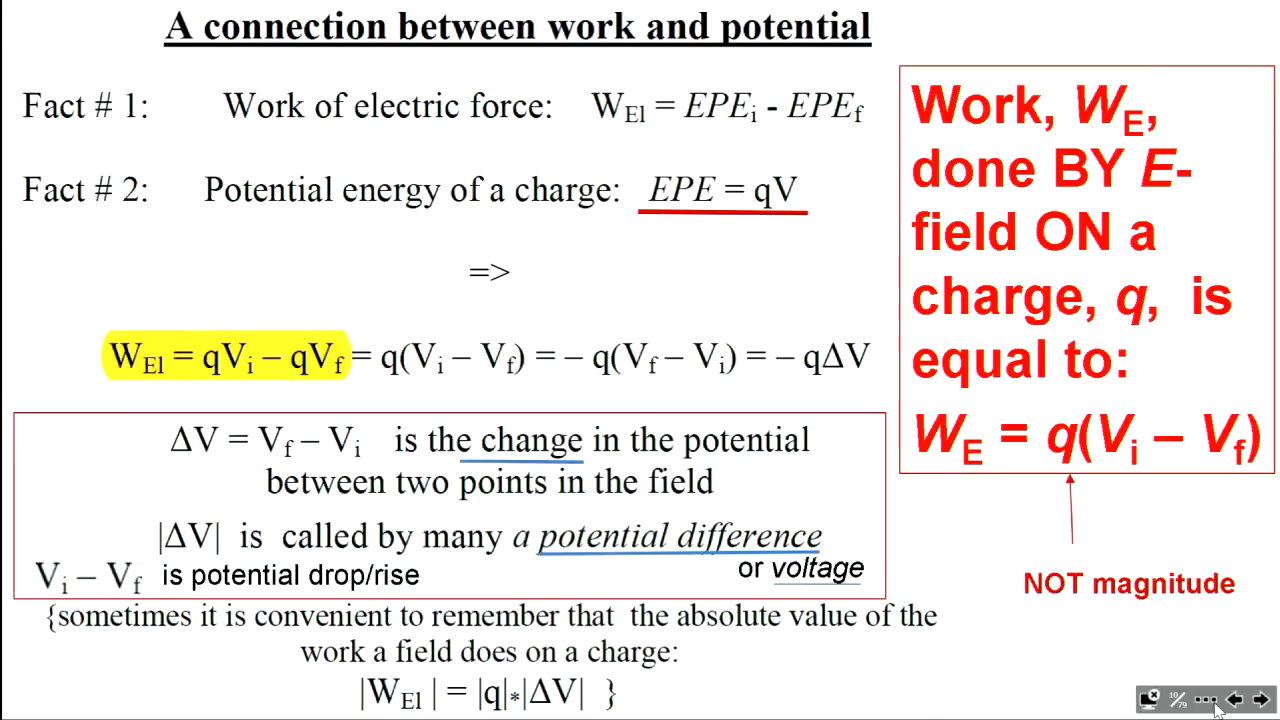 A connection between work and potential
Fact # 1: Work of electric force: W_El = EPE_i - EPE_f
Fact # 2: Potential energy of a charge: EPE = qV
=>
W_El = qV_i – qV_f = q(V_i – V_f) = – q(V_f – V_i) = – qΔV
ΔV = V_f – V_i is the change in the potential
between two points in the field
|ΔV| is called by many a potential difference
or voltage
V_i – V_f is potential drop/rise
{sometimes it is convenient to remember that the absolute value of the
work a field does on a charge:
|W_El | = |q|*|ΔV| }
Work, W_E,
done BY E-
field ON a
charge, q, is
equal to:
W_E = q(V_i – V_f)
NOT magnitude
10/79